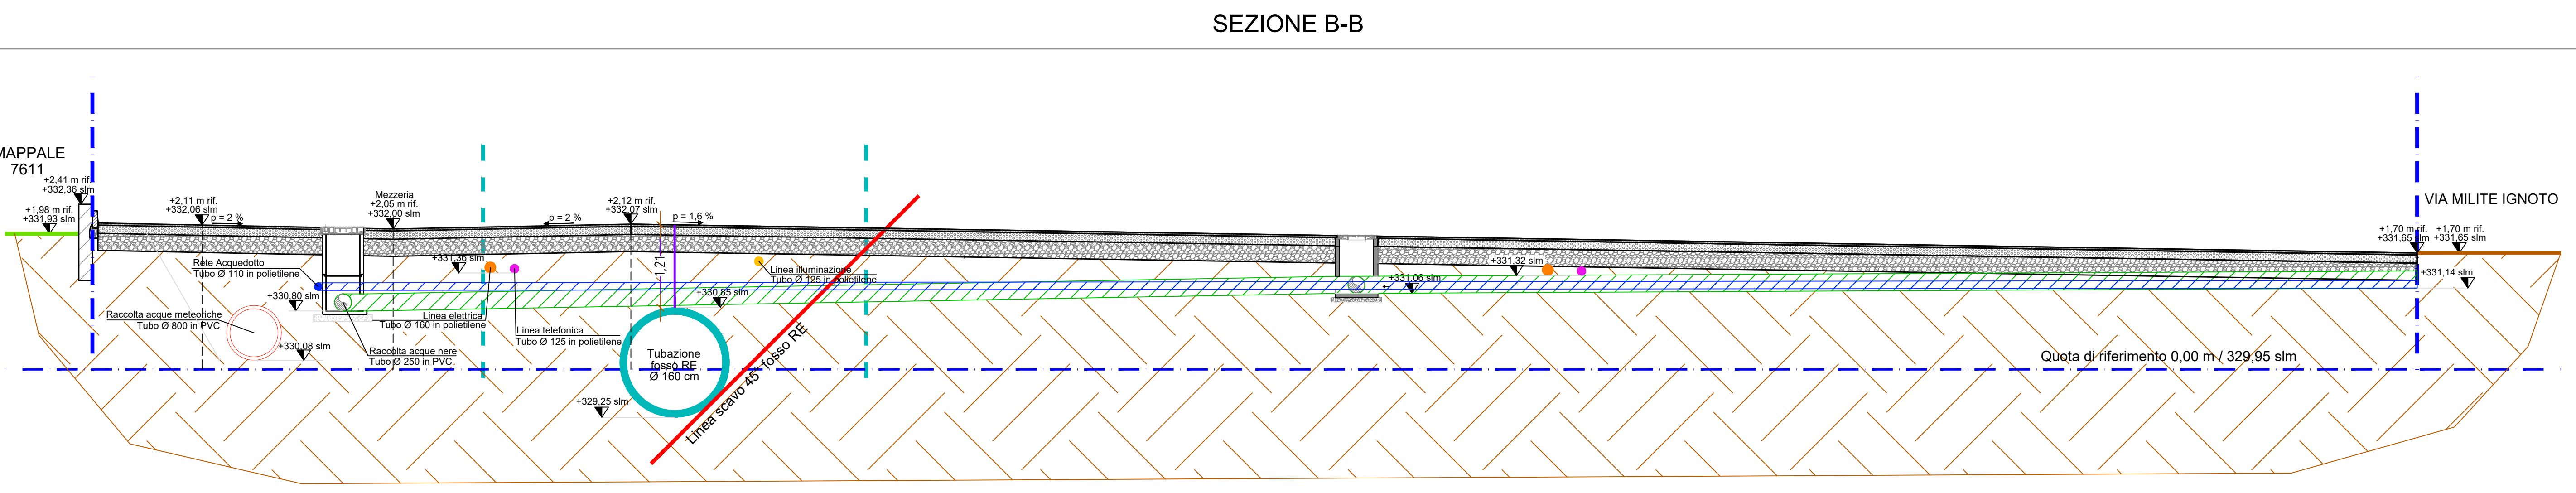 SEZIONE B-B
MAPPALE
7611
+2,41 m rif.
+332,36 slm
+1,98 m rif.
+331,93 slm
+2,11 m rif.
+332,06 slm
p = 2 %
Mezzeria
+2,05 m rif.
+332,00 slm
p = 2 %
+2,12 m rif.
+332,07 slm
p = 1,6 %
VIA MILITE IGNOTO
+1,70 m rif.
+331,65 slm
+1,70 m rif.
+331,65 slm
Rete Acquedotto
Tubo Ø 110 in polietilene
+331,36 slm
1,21
Linea illuminazione
Tubo Ø 125 in polietilene
+331,32 slm
+331,06 slm
+331,14 slm
+330,80 slm
+330,85 slm
Raccolta acque meteoriche
Tubo Ø 800 in PVC
Linea elettrica
Tubo Ø 160 in polietilene
Linea telefonica
Tubo Ø 125 in polietilene
+330,08 slm
Raccolta acque nere
Tubo Ø 250 in PVC
Tubazione
fosso RE
Ø 160 cm
Linea scavo 45° fosso RE
Quota di riferimento 0,00 m / 329,95 slm
+329,25 slm